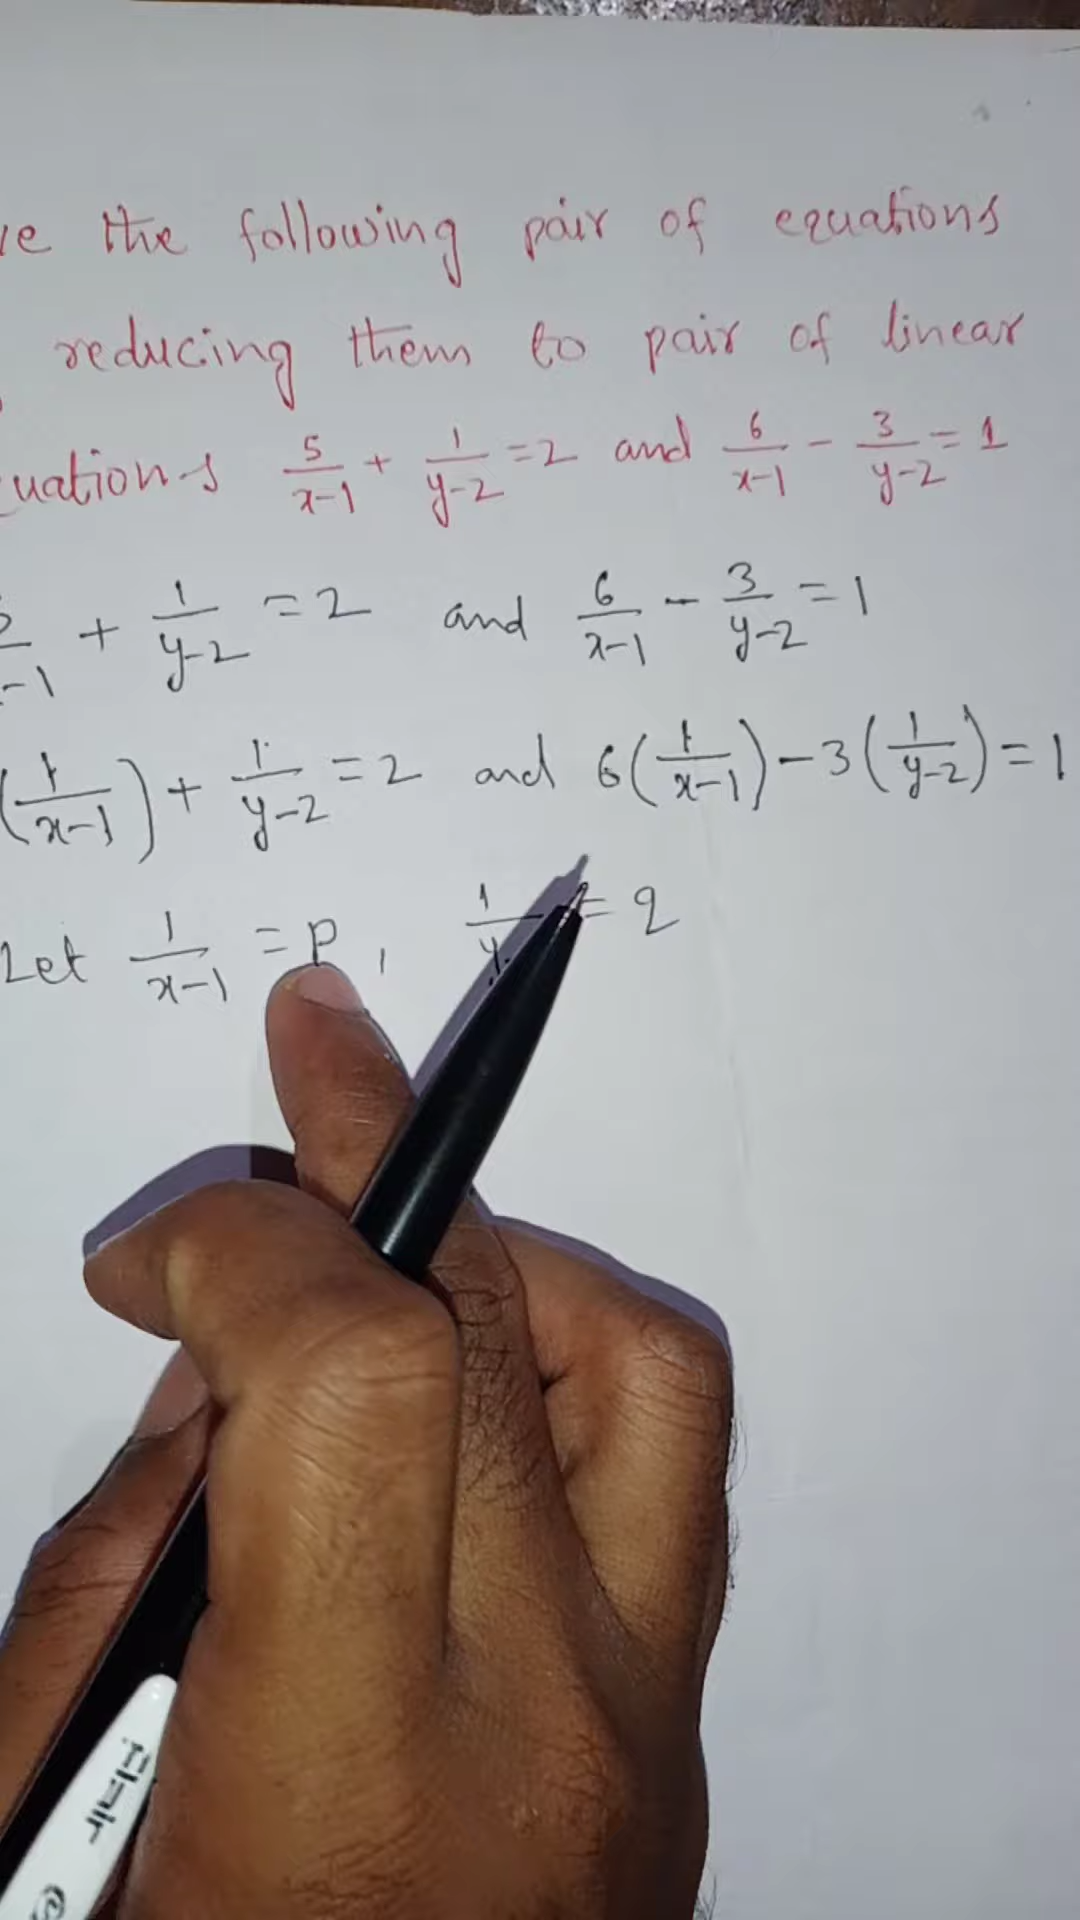 the following pair of equations
reducing them to pair of linear
5/(x-1) + 1/(y-2) = 2 and 6/(x-1) - 3/(y-2) = 1
+ 1/(y-2) = 2 and 6/(x-1) - 3/(y-2) = 1
(1/(x-1)) + 1/(y-2) = 2 and 6(1/(x-1)) - 3(1/(y-2)) = 1
Let 1/(x-1) = p, 1/y = q
Flair